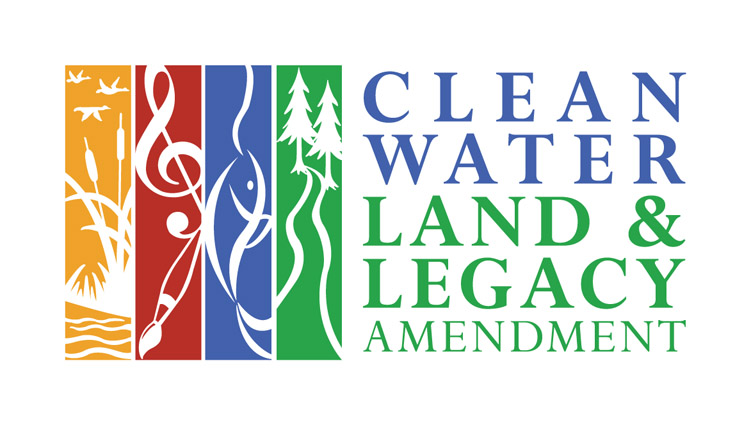 CLEAN
WATER
LAND &
LEGACY
AMENDMENT